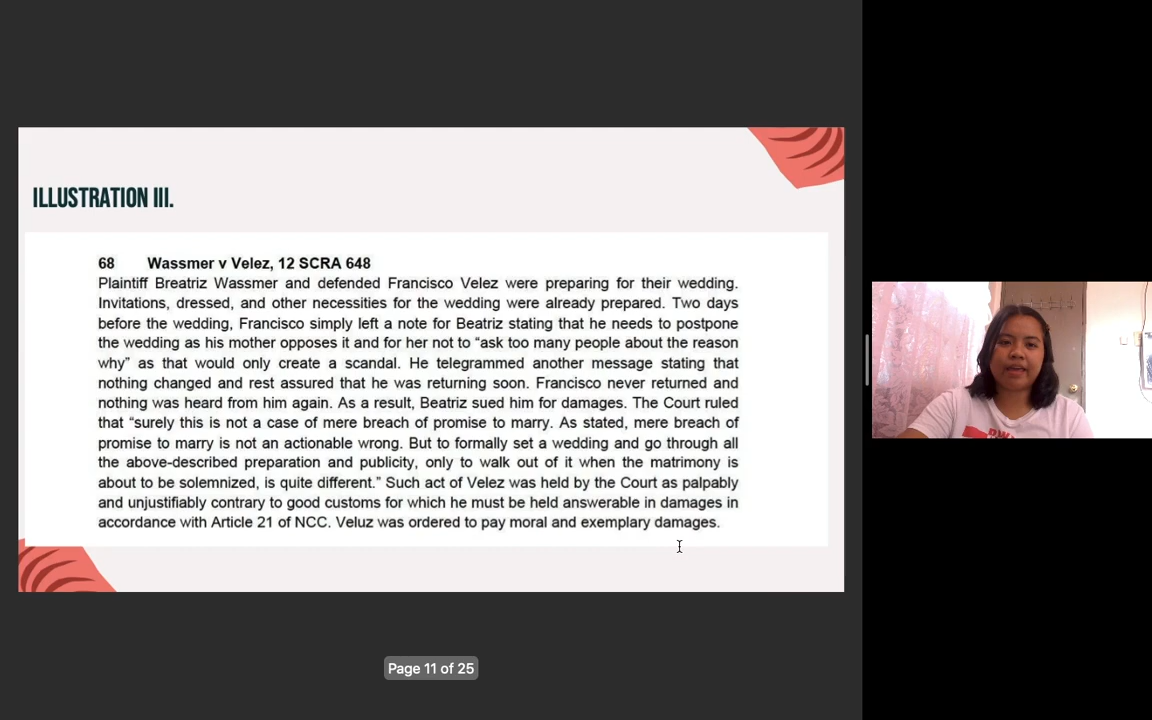 ILLUSTRATION III.
68 Wassmer v Velez, 12 SCRA 648
Plaintiff Breatriz Wassmer and defended Francisco Velez were preparing for their wedding.
Invitations, dressed, and other necessities for the wedding were already prepared. Two days
before the wedding, Francisco simply left a note for Beatriz stating that he needs to postpone
the wedding as his mother opposes it and for her not to “ask too many people about the reason
why” as that would only create a scandal. He telegrammed another message stating that
nothing changed and rest assured that he was returning soon. Francisco never returned and
nothing was heard from him again. As a result, Beatriz sued him for damages. The Court ruled
that “surely this is not a case of mere breach of promise to marry. As stated, mere breach of
promise to marry is not an actionable wrong. But to formally set a wedding and go through all
the above-described preparation and publicity, only to walk out of it when the matrimony is
about to be solemnized, is quite different.” Such act of Velez was held by the Court as palpably
and unjustifiably contrary to good customs for which he must be held answerable in damages in
accordance with Article 21 of NCC. Veluz was ordered to pay moral and exemplary damages.
Page 11 of 25